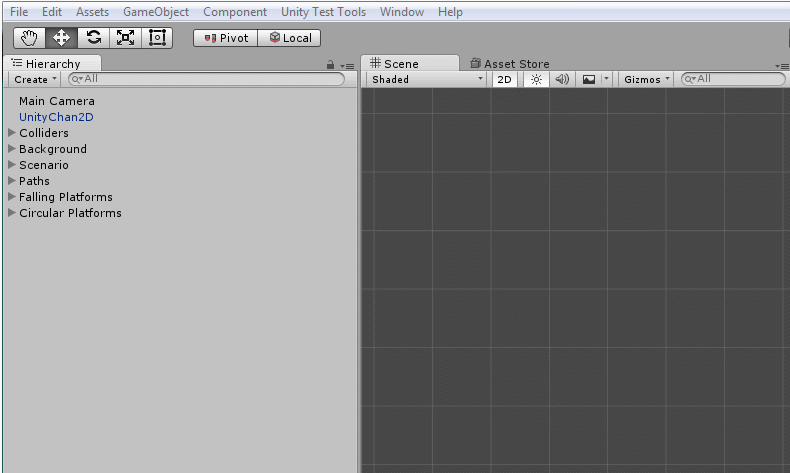 File Edit Assets GameObject Component Unity Test Tools Window Help
Pivot Local
Hierarchy Scene Asset Store
Create All Shaded 2D Gizmos All
Main Camera
UnityChan2D
Colliders
Background
Scenario
Paths
Falling Platforms
Circular Platforms